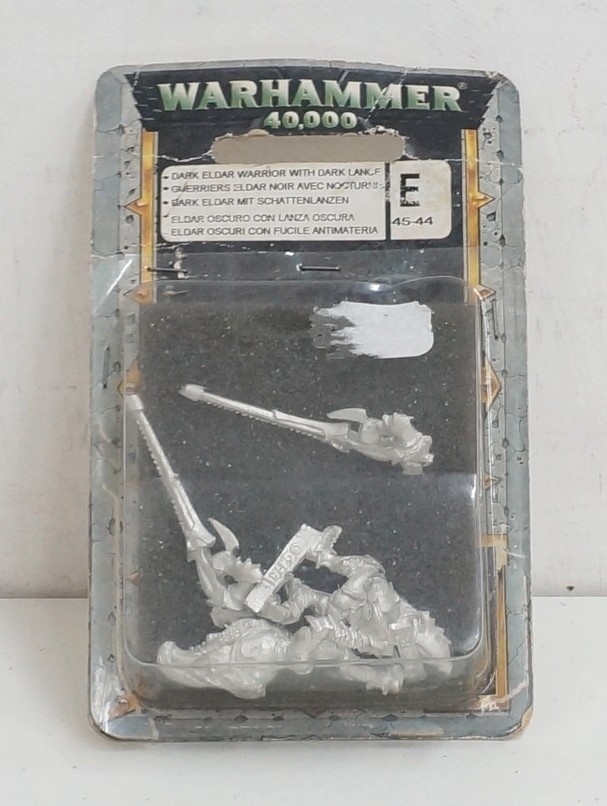 WARHAMMER®
40,000
• DARK ELDAR WARRIOR WITH DARK LANCE
• GUERRIERS ELDAR NOIR AVEC
• DARK ELDAR MIT SCHATTENLANZEN
ELDAR OSCURO CON LANZA OSCURA
ELDAR OSCURI CON FUCILE ANTIMATERIA
E
45-44